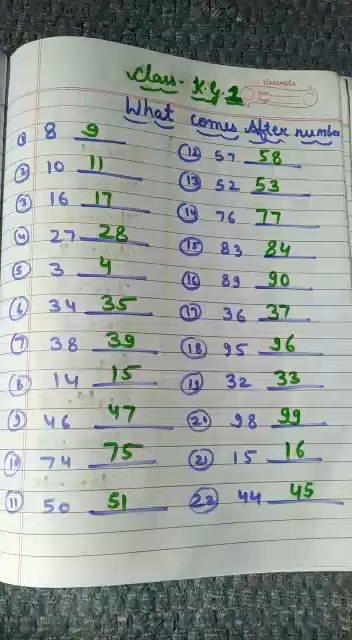 classmate
Class - K.G.1
What comes After number
① 8 9
② 10 11
③ 16 17
④ 27 28
⑤ 3 4
⑥ 34 35
⑦ 38 39
⑧ 14 15
⑨ 46 47
⑩ 74 75
⑪ 50 51
⑫ 57 58
⑬ 52 53
⑭ 76 77
⑮ 83 84
⑯ 89 90
⑰ 36 37
⑱ 95 96
⑲ 32 33
⑳ 98 99
㉑ 15 16
㉒ 44 45